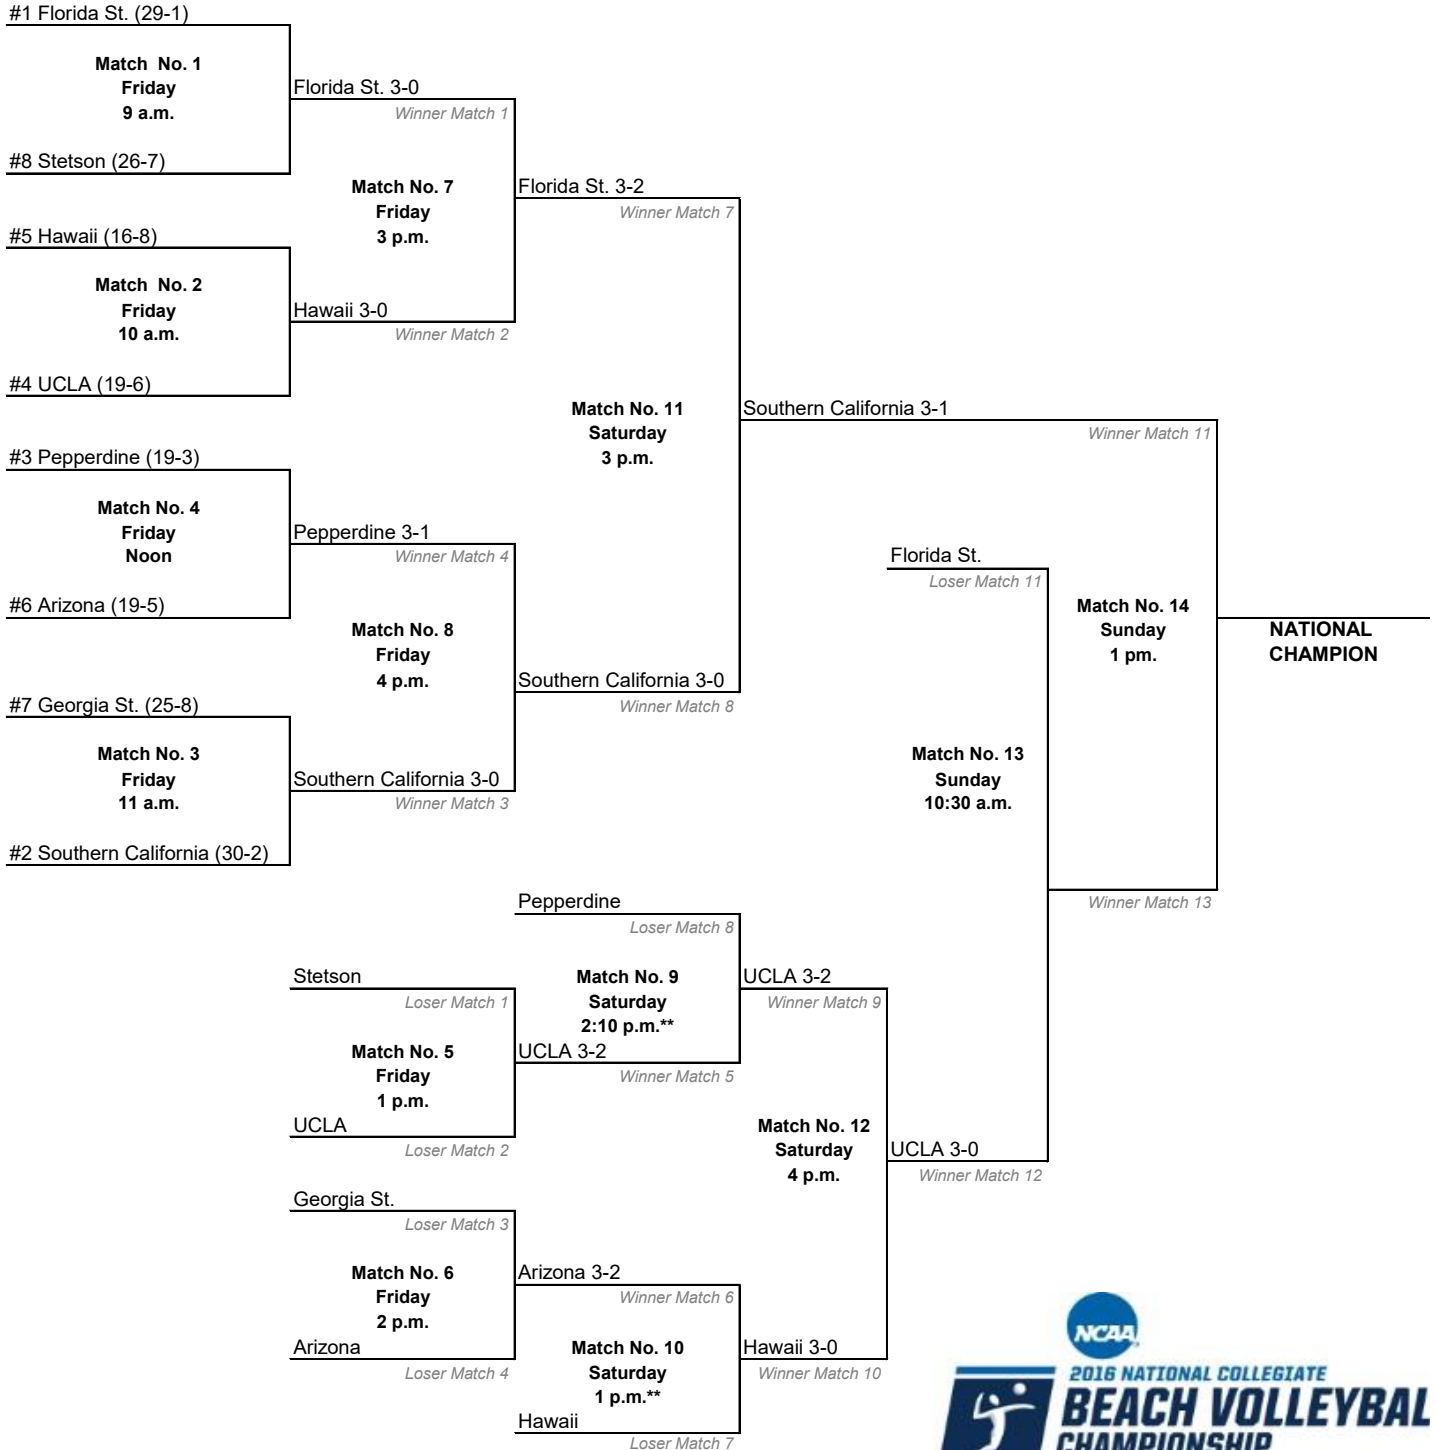 #1 Florida St. (29-1)
Match No. 1
Friday
9 a.m.
#8 Stetson (26-7)
Florida St. 3-0
Winner Match 1
#5 Hawaii (16-8)
Match No. 2
Friday
10 a.m.
#4 UCLA (19-6)
Hawaii 3-0
Winner Match 2
Match No. 7
Friday
3 p.m.
Florida St. 3-2
Winner Match 7
#3 Pepperdine (19-3)
Match No. 4
Friday
Noon
#6 Arizona (19-5)
Pepperdine 3-1
Winner Match 4
#7 Georgia St. (25-8)
Match No. 3
Friday
11 a.m.
#2 Southern California (30-2)
Southern California 3-0
Winner Match 3
Match No. 8
Friday
4 p.m.
Southern California 3-0
Winner Match 8
Match No. 11
Saturday
3 p.m.
Southern California 3-1
Winner Match 11
Florida St.
Loser Match 11
Match No. 13
Sunday
10:30 a.m.
Match No. 14
Sunday
1 pm.
NATIONAL
CHAMPION
Winner Match 13
Pepperdine
Loser Match 8
Match No. 9
Saturday
2:10 p.m.**
Stetson
Loser Match 1
Match No. 5
Friday
1 p.m.
UCLA
Loser Match 2
UCLA 3-2
Winner Match 5
UCLA 3-2
Winner Match 9
Match No. 12
Saturday
4 p.m.
UCLA 3-0
Winner Match 12
Georgia St.
Loser Match 3
Match No. 6
Friday
2 p.m.
Arizona
Loser Match 4
Arizona 3-2
Winner Match 6
Match No. 10
Saturday
1 p.m.**
Hawaii
Loser Match 7
Hawaii 3-0
Winner Match 10
NCAA
2016 NATIONAL COLLEGIATE
BEACH VOLLEYBAL
CHAMPIONSHIP